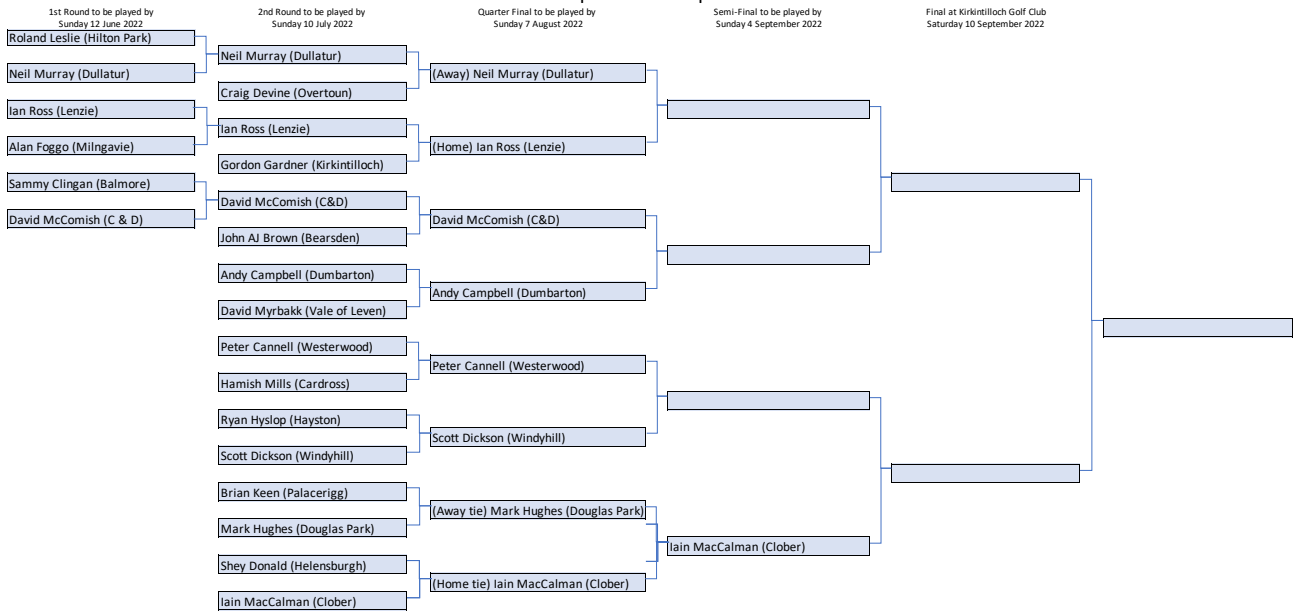 1st Round to be played by
Sunday 12 June 2022
2nd Round to be played by
Sunday 10 July 2022
Quarter Final to be played by
Sunday 7 August 2022
Semi-Final to be played by
Sunday 4 September 2022
Final at Kirkintilloch Golf Club
Saturday 10 September 2022
Roland Leslie (Hilton Park)
Neil Murray (Dullatur)
Ian Ross (Lenzie)
Alan Foggo (Milngavie)
Sammy Clingan (Balmore)
David McComish (C & D)
Neil Murray (Dullatur)
Craig Devine (Overtoun)
Ian Ross (Lenzie)
Gordon Gardner (Kirkintilloch)
David McComish (C&D)
John AJ Brown (Bearsden)
Andy Campbell (Dumbarton)
David Myrbakk (Vale of Leven)
Peter Cannell (Westerwood)
Hamish Mills (Cardross)
Ryan Hyslop (Hayston)
Scott Dickson (Windyhill)
Brian Keen (Palacerigg)
Mark Hughes (Douglas Park)
Shey Donald (Helensburgh)
Iain MacCalman (Clober)
(Away) Neil Murray (Dullatur)
(Home) Ian Ross (Lenzie)
David McComish (C&D)
Andy Campbell (Dumbarton)
Peter Cannell (Westerwood)
Scott Dickson (Windyhill)
(Away tie) Mark Hughes (Douglas Park)
(Home tie) Iain MacCalman (Clober)
Iain MacCalman (Clober)